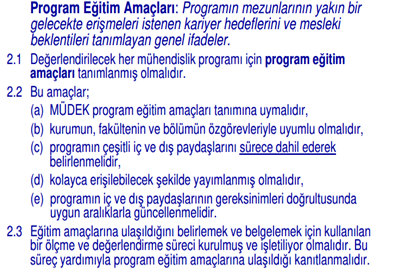 Program Eğitim Amaçları: Programın mezunlarının yakın bir
gelecekte erişmeleri istenen kariyer hedeflerini ve mesleki
beklentileri tanımlayan genel ifadeler.
2.1 Değerlendirilecek her mühendislik programı için program eğitim
amaçları tanımlanmış olmalıdır.
2.2 Bu amaçlar;
(a) MÜDEK program eğitim amaçları tanımına uymalıdır,
(b) kurumun, fakültenin ve bölümün özgörevleriyle uyumlu olmalıdır,
(c) programın çeşitli iç ve dış paydaşlarını sürece dahil ederek
belirlenmelidir,
(d) kolayca erişilebilecek şekilde yayımlanmış olmalıdır,
(e) programın iç ve dış paydaşlarının gereksinimleri doğrultusunda
uygun aralıklarla güncellenmelidir.
2.3 Eğitim amaçlarına ulaşıldığını belirlemek ve belgelemek için kullanılan
bir ölçme ve değerlendirme süreci kurulmuş ve işletiliyor olmalıdır. Bu
süreç yardımıyla program eğitim amaçlarına ulaşıldığı kanıtlanmalıdır.